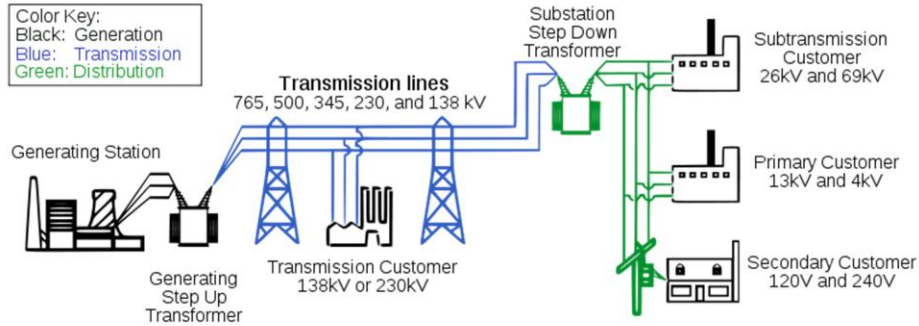 Color Key:
Black: Generation
Blue: Transmission
Green: Distribution
Substation
Step Down
Transformer
Subtransmission
Customer
26kV and 69kV
Transmission lines
765, 500, 345, 230, and 138 kV
Generating Station
Primary Customer
13kV and 4kV
Transmission Customer
138kV or 230kV
Generating
Step Up
Transformer
Secondary Customer
120V and 240V